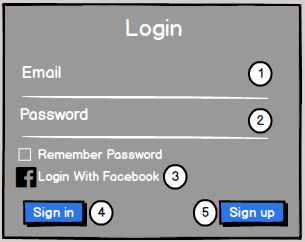 Login
Email 1
Password 2
Remember Password
Login With Facebook 3
Sign in 4 5 Sign up